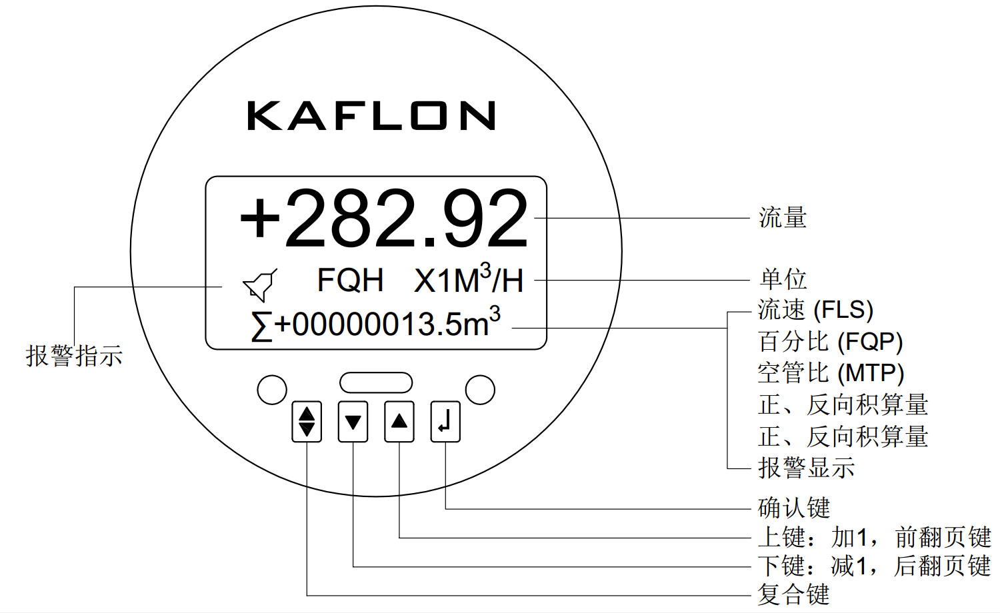 KAFLON
+282.92
流量
FQH X1M³/H
单位
∑+00000013.5m³
流速 (FLS)
百分比 (FQP)
空管比 (MTP)
正、反向积算量
正、反向积算量
报警显示
报警指示
确认键
上键：加1，前翻页键
下键：减1，后翻页键
复合键